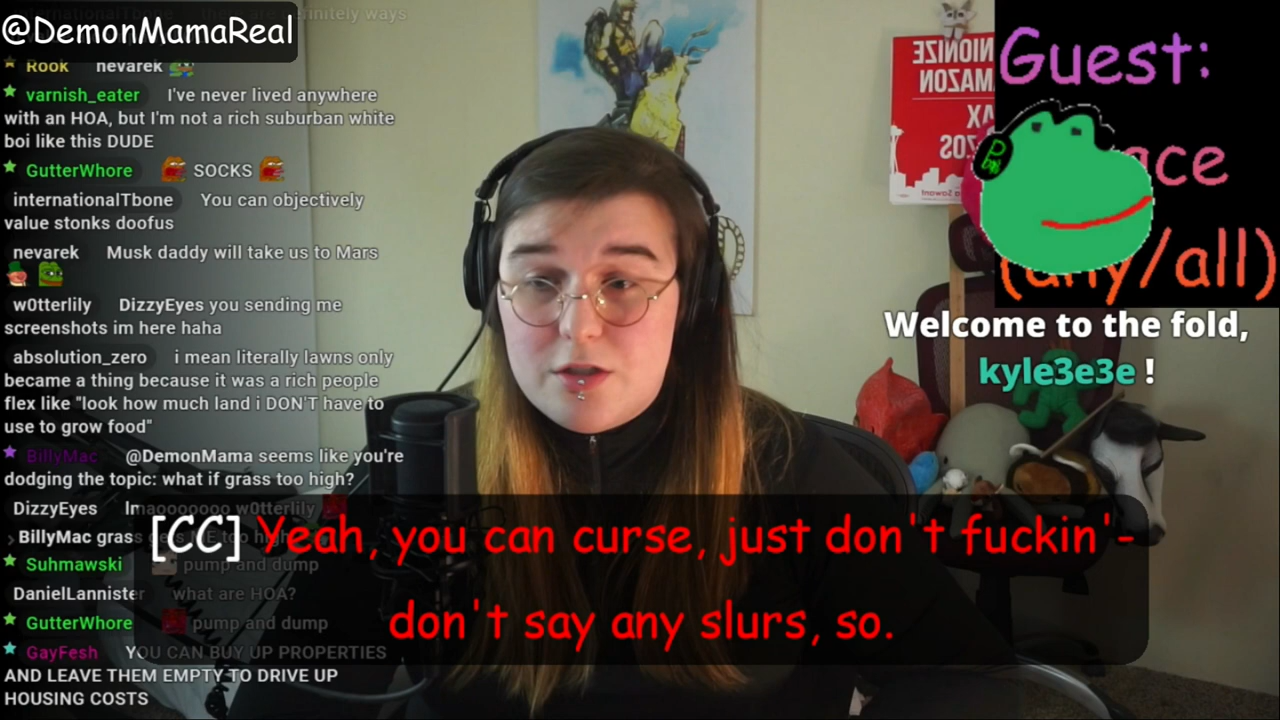 @DemonMamaReal
Rook nevarek
varnish_eater I've never lived anywhere
with an HOA, but I'm not a rich suburban white
boi like this DUDE
GutterWhore SOCKS
internationalTbone You can objectively
value stonks doofus
nevarek Musk daddy will take us to Mars
w0tterlily DizzyEyes you sending me
screenshots im here haha
absolution_zero i mean literally lawns only
became a thing because it was a rich people
flex like "look how much land i DON'T have to
use to grow food"
BillyMac @DemonMama seems like you're
dodging the topic: what if grass too high?
DizzyEyes lmaooooooo w0tterlily
BillyMac grass gets ME too high
Suhmawski pump and dump
DanielLannister what are HOA?
GutterWhore pump and dump
GayFesh YOU CAN BUY UP PROPERTIES
AND LEAVE THEM EMPTY TO DRIVE UP
HOUSING COSTS
Guest:
(any/all)
Welcome to the fold,
kyle3e3e !
[CC] Yeah, you can curse, just don't fuckin' -
don't say any slurs, so.